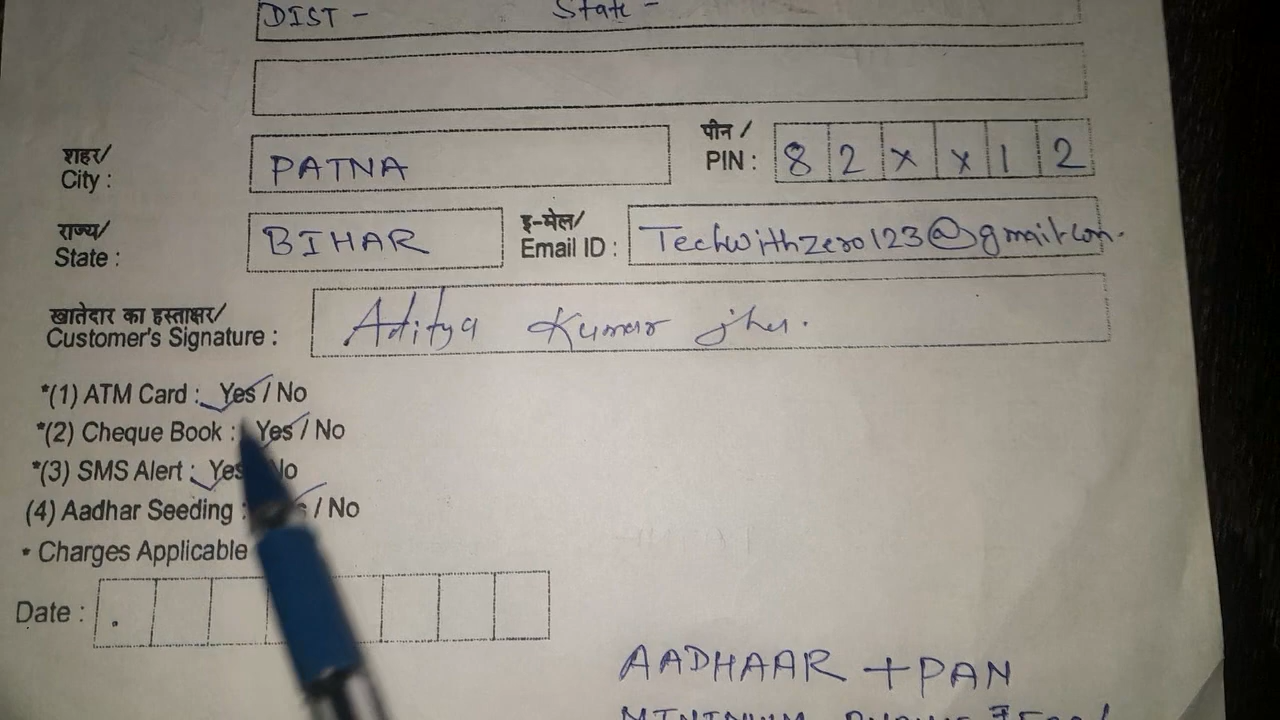 DIST - State -
शहर/ City : PATNA पीन / PIN : 8 2 x x 1 2
राज्य/ State : BIHAR इ-मेल/ Email ID : Techwithzero123@gmail.com.
खातेदार का हस्ताक्षर/ Customer's Signature : Aditya Kumar jha.
*(1) ATM Card : Yes / No
*(2) Cheque Book : Yes / No
*(3) SMS Alert : Yes No
(4) Aadhar Seeding : / No
* Charges Applicable
Date : .
AADHAAR + PAN